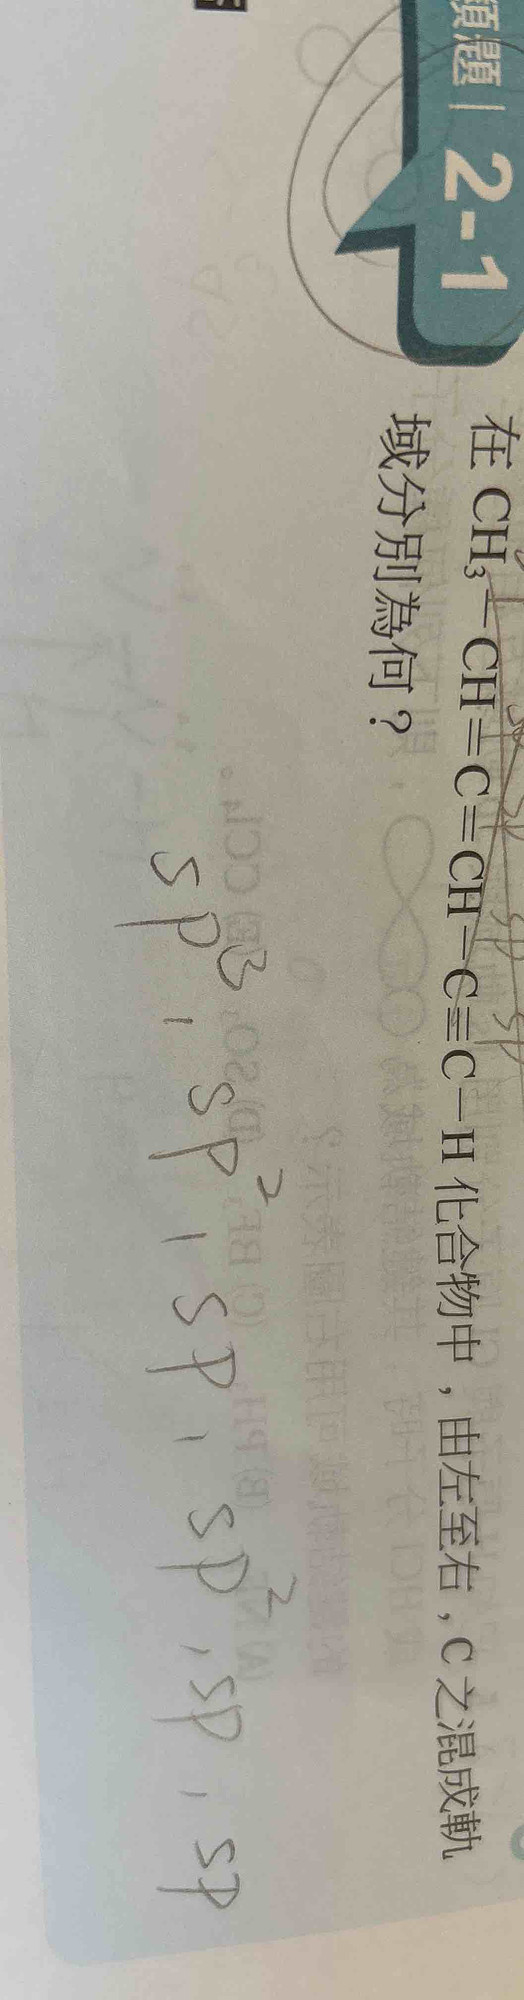 類題 2-1
在 CH₃－CH＝C＝CH－C≡C－H 化合物中，由左至右，C 之混成軌
域分別為何？
sp³, sp², sp, sp², sp, sp